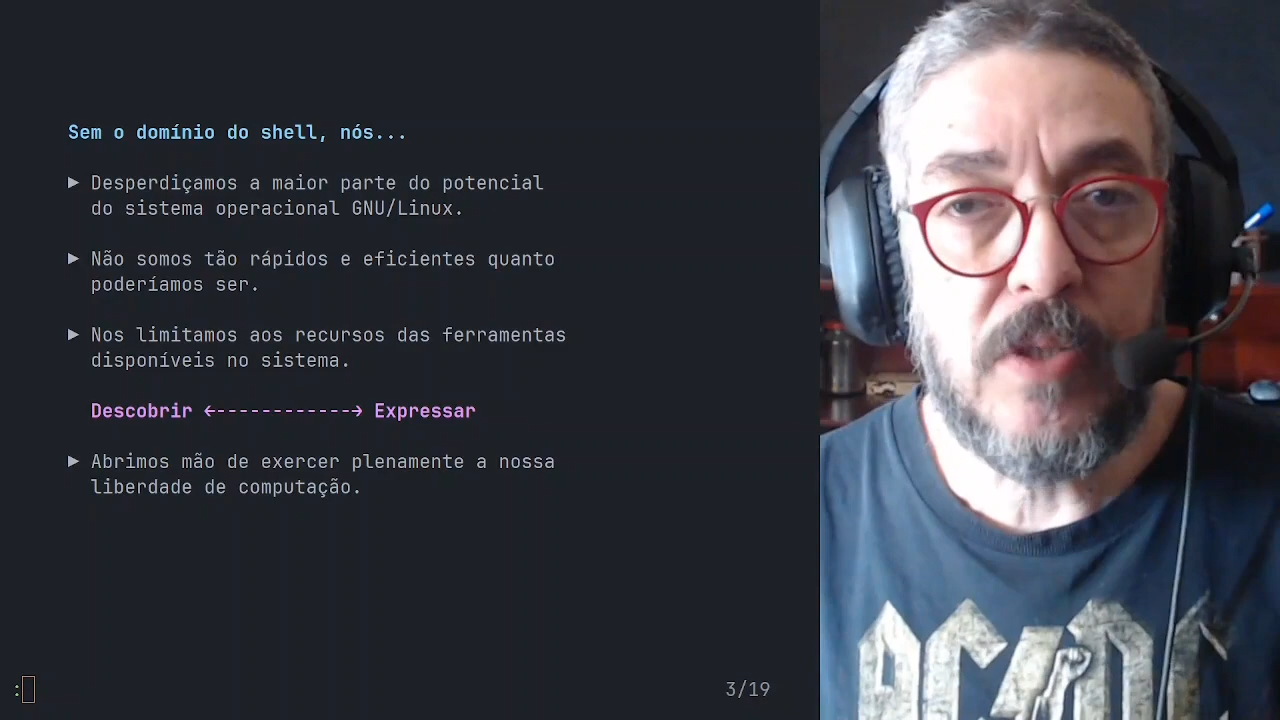 Sem o domínio do shell, nós...
► Desperdiçamos a maior parte do potencial
do sistema operacional GNU/Linux.
► Não somos tão rápidos e eficientes quanto
poderíamos ser.
► Nos limitamos aos recursos das ferramentas
disponíveis no sistema.
Descobrir <------------> Expressar
► Abrimos mão de exercer plenamente a nossa
liberdade de computação.
:
3/19
AC DC